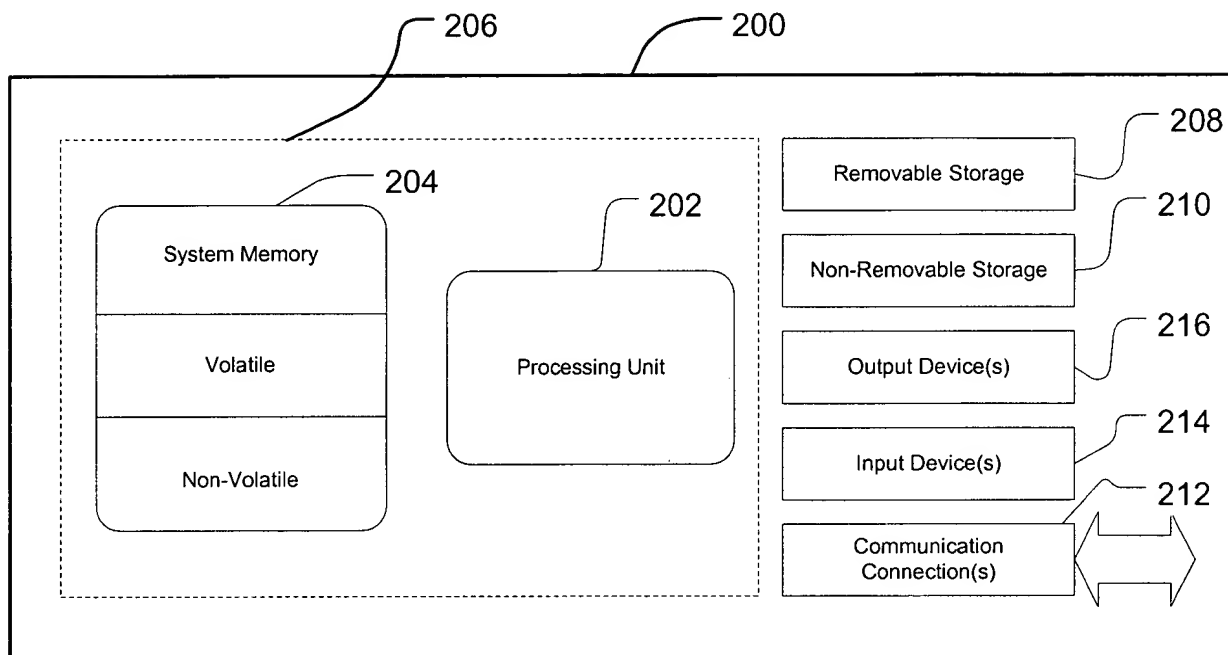 206
200
208
Removable Storage
204
202
210
System Memory
Non-Removable Storage
216
Volatile
Processing Unit
Output Device(s)
214
Non-Volatile
Input Device(s)
212
Communication
Connection(s)